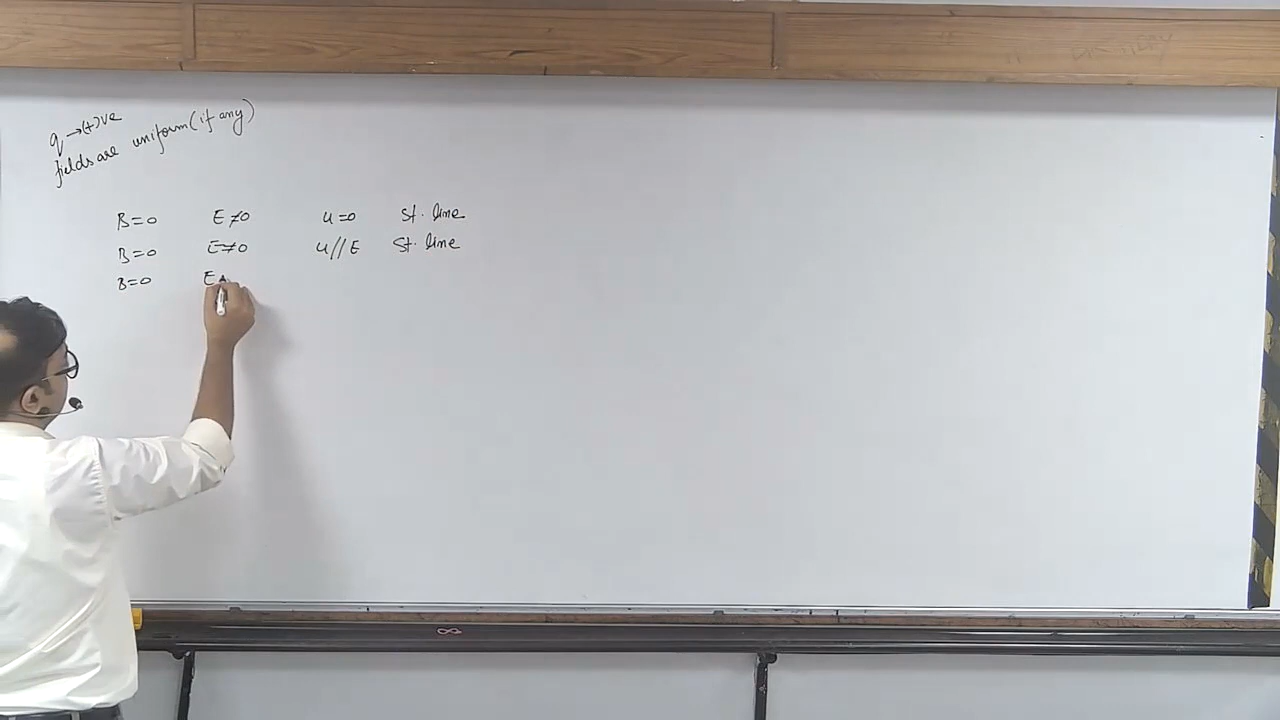 q → (+)ve
fields are uniform (if any)
B=0 E≠0 u=0 St. line
B=0 E≠0 u//E St. line
B=0 E
∞